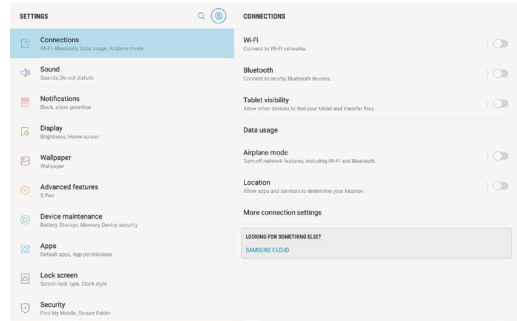 SETTINGS
Connections
Wi-Fi, Bluetooth, Data usage, Airplane mode
Sound
Sounds, Do not disturb
Notifications
Block, allow, prioritize
Display
Brightness, Home screen
Wallpaper
Wallpaper
Advanced features
S Pen
Device maintenance
Battery, Storage, Memory, Device security
Apps
Default apps, App permissions
Lock screen
Screen lock type, Clock style
Security
Find My Mobile, Secure Folder
CONNECTIONS
Wi-Fi
Connect to Wi-Fi networks.
Bluetooth
Connect to nearby Bluetooth devices.
Tablet visibility
Allow other devices to find your tablet and transfer files.
Data usage
Airplane mode
Turn off network features, including Wi-Fi and Bluetooth.
Location
Allow apps and services to determine your location.
More connection settings
LOOKING FOR SOMETHING ELSE?
SAMSUNG CLOUD